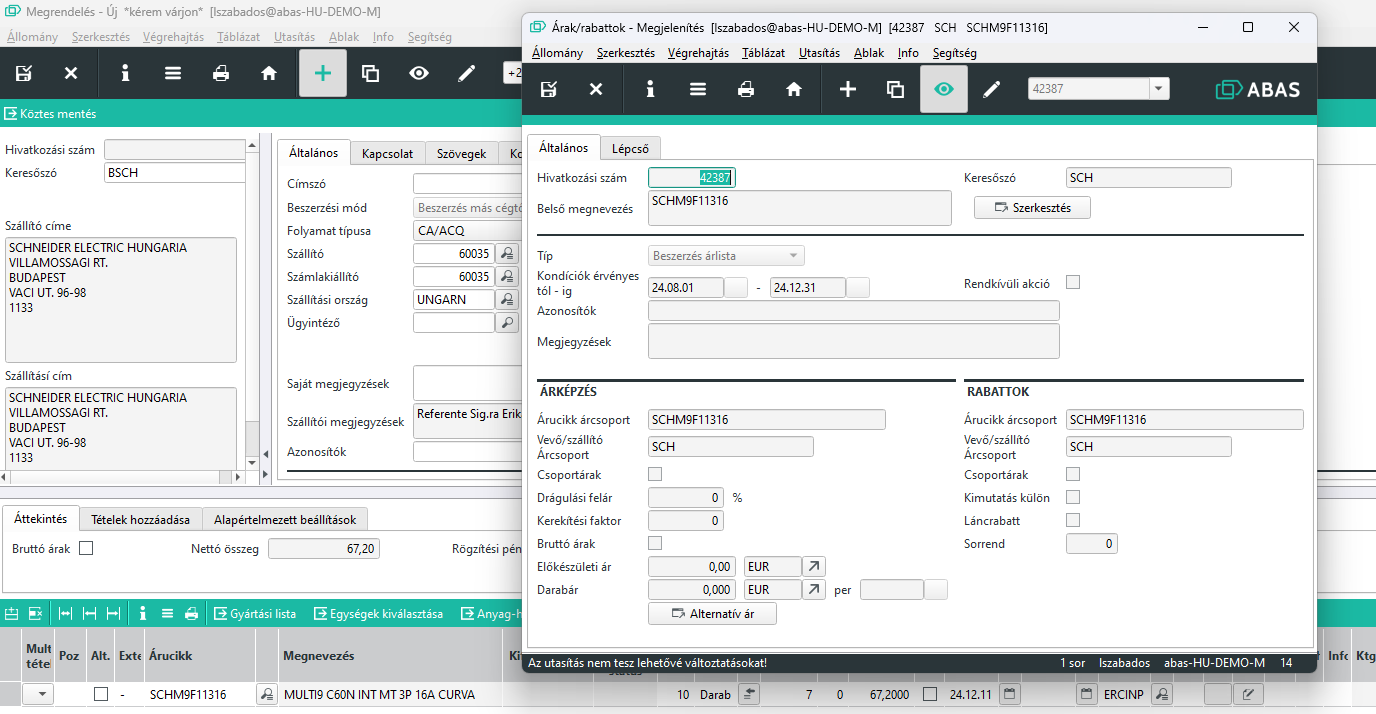 Megrendelés - Új *kérem várjon* [lszabados@abas-HU-DEMO-M]
Állomány Szerkesztés Végrehajtás Táblázat Utasítás Ablak Info Segítség
+2
Köztes mentés
Hivatkozási szám
Keresőszó BSCH
Szállító címe
SCHNEIDER ELECTRIC HUNGARIA
VILLAMOSSAGI RT.
BUDAPEST
VACI UT. 96-98
1133
Szállítási cím
SCHNEIDER ELECTRIC HUNGARIA
VILLAMOSSAGI RT.
BUDAPEST
VACI UT. 96-98
1133
Általános Kapcsolat Szövegek
Címszó
Beszerzési mód Beszerzés más cégtő
Folyamat típusa CA/ACQ
Szállító 60035
Számlakiállító 60035
Szállítási ország UNGARN
Ügyintéző
Saját megjegyzések
Szállítói megjegyzések Referente Sig.ra Erik
Azonosítók
Áttekintés Tételek hozzáadása Alapértelmezett beállítások
Bruttó árak Nettó összeg 67,20 Rögzítési pén
Gyártási lista Egységek kiválasztása Anyag-h
Mult tétel Poz Alt. Exte Árucikk Megnevezés Ki status Info Ktg
- SCHM9F11316 MULTI9 C60N INT MT 3P 16A CURVA 10 Darab 7 0 67,2000 24.12.11 ERCINP
Árak/rabattok - Megjelenítés [lszabados@abas-HU-DEMO-M] [42387 SCH SCHM9F11316]
Állomány Szerkesztés Végrehajtás Táblázat Utasítás Ablak Info Segítség
42387 ABAS
Általános Lépcső
Hivatkozási szám 42387 Keresőszó SCH
Belső megnevezés SCHM9F11316 Szerkesztés
Típ Beszerzés árlista
Kondíciók érvényes
tól - ig 24.08.01 - 24.12.31 Rendkívüli akció
Azonosítók
Megjegyzések
ÁRKÉPZÉS RABATTOK
Árucikk árcsoport SCHM9F11316 Árucikk árcsoport SCHM9F11316
Vevő/szállító
Árcsoport SCH Vevő/szállító
Árcsoport SCH
Csoportárak Csoportárak
Drágulási felár 0 % Kimutatás külön
Kerekítési faktor 0 Láncrabatt
Bruttó árak Sorrend 0
Előkészületi ár 0,00 EUR
Darabár 0,000 EUR per
Alternatív ár
Az utasítás nem tesz lehetővé változtatásokat! 1 sor lszabados abas-HU-DEMO-M 14